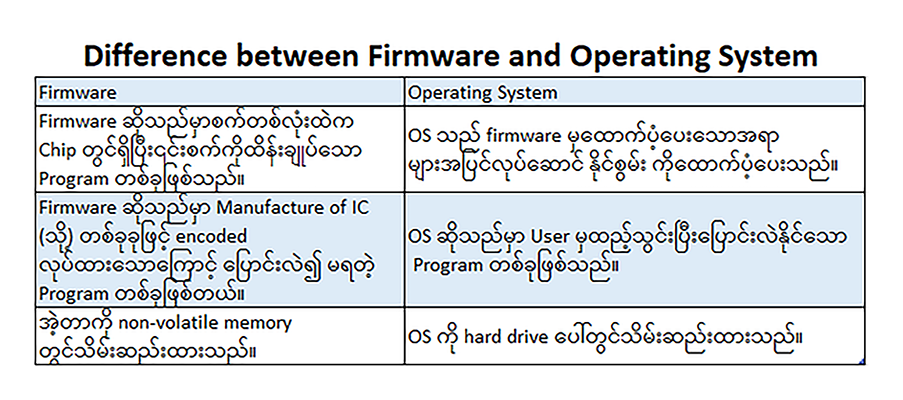 Difference between Firmware and Operating System
Firmware
Operating System
Firmware ဆိုသည်မှာစက်တစ်လုံးထဲက
Chip တွင်ရှိပြီး၎င်းစက်ကိုထိန်းချုပ်သော
Program တစ်ခုဖြစ်သည်။
OS သည် firmware မှထောက်ပံ့ပေးသောအရာ
များအပြင်လုပ်ဆောင် နိုင်စွမ်း ကိုထောက်ပံ့ပေးသည်။
Firmware ဆိုသည်မှာ Manufacture of IC
(သို့) တစ်ခုခုဖြင့် encoded
လုပ်ထားသောကြောင့် ပြောင်းလဲ၍ မရတဲ့
Program တစ်ခုဖြစ်တယ်။
OS ဆိုသည်မှာ User မှထည့်သွင်းပြီးပြောင်းလဲနိုင်သော
Program တစ်ခုဖြစ်သည်။
အဲ့တာကို non-volatile memory
တွင်သိမ်းဆည်းထားသည်။
OS ကို hard drive ပေါ်တွင်သိမ်းဆည်းထားသည်။